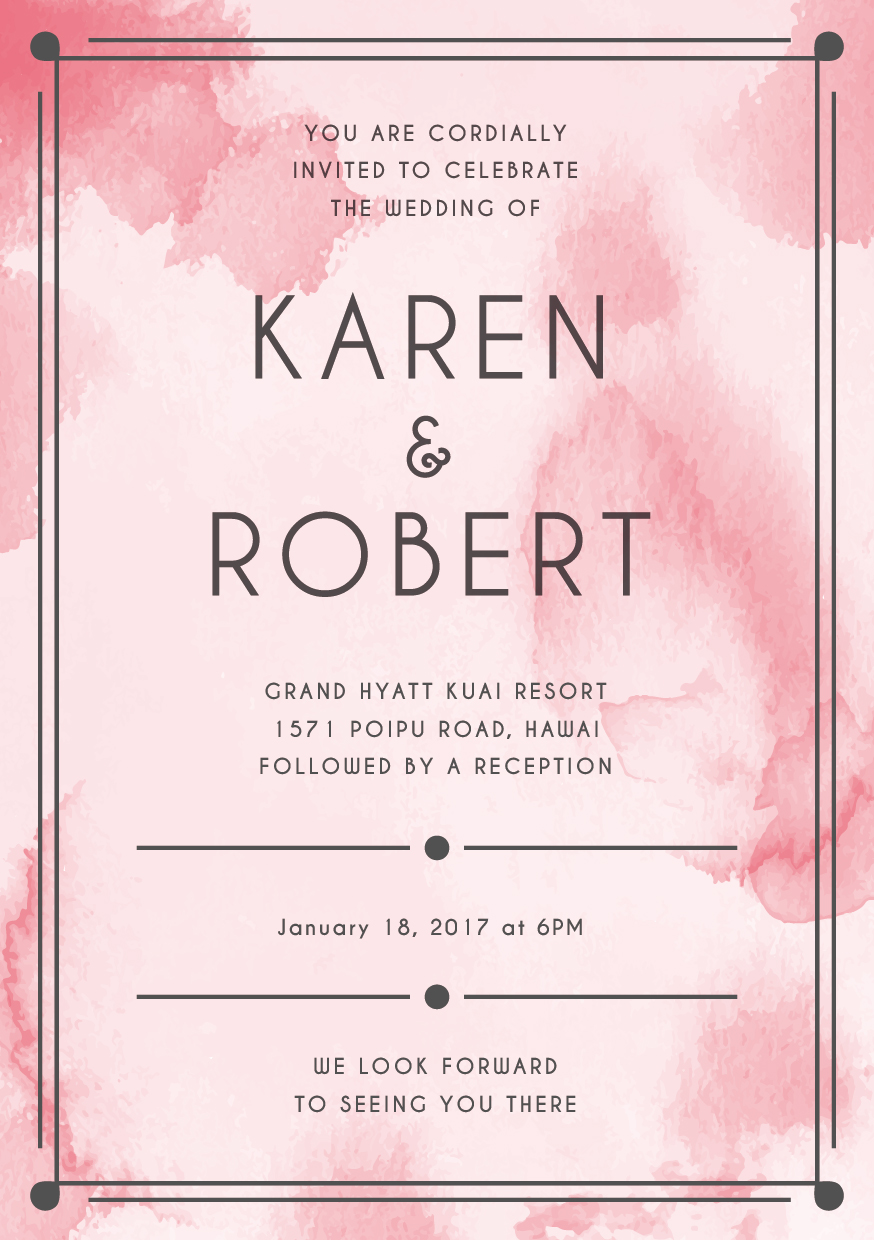 YOU ARE CORDIALLY
INVITED TO CELEBRATE
THE WEDDING OF
KAREN
&
ROBERT
GRAND HYATT KUAI RESORT
1571 POIPU ROAD, HAWAI
FOLLOWED BY A RECEPTION
January 18, 2017 at 6PM
WE LOOK FORWARD
TO SEEING YOU THERE